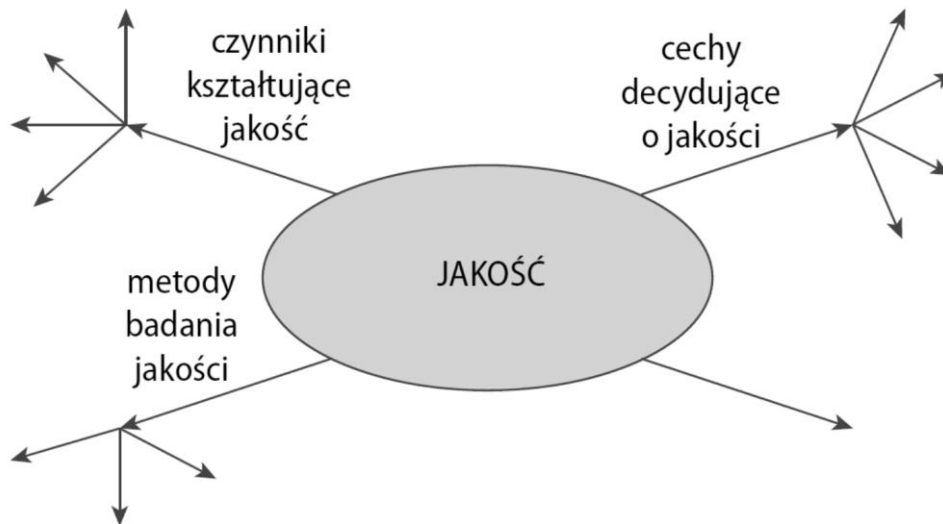 czynniki
kształtujące
jakość
cechy
decydujące
o jakości
JAKOŚĆ
metody
badania
jakości